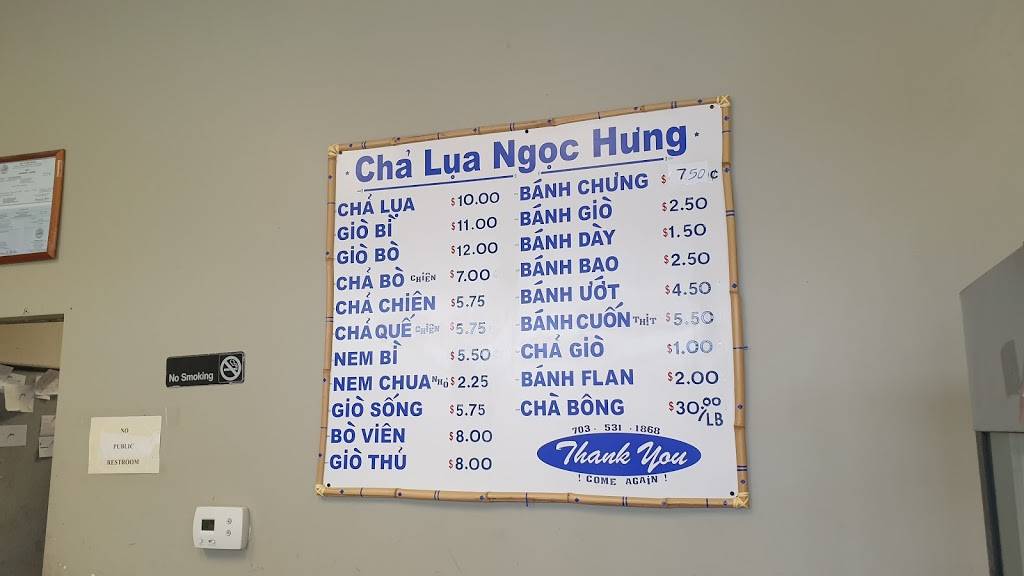 Chả Lụa Ngọc Hưng
CHẢ LỤA $10.00
GIÒ BÌ $11.00
GIÒ BÒ $12.00
CHẢ BÒ CHIÊN $7.00
CHẢ CHIÊN $5.75
CHẢ QUẾ CHIÊN $5.75
NEM BÌ $5.50
NEM CHUA NHỎ $2.25
GIÒ SỐNG $5.75
BÒ VIÊN $8.00
GIÒ THỦ $8.00
BÁNH CHƯNG $7.50¢
BÁNH GIÒ $2.50
BÁNH DÀY $1.50
BÁNH BAO $2.50
BÁNH ƯỚT $4.50
BÁNH CUỐN THỊT $5.50
CHẢ GIÒ $1.00
BÁNH FLAN $2.00
CHÀ BÔNG $30.00/LB
703 · 531 · 1868
Thank You
! COME AGAIN !
No Smoking
NO
PUBLIC
RESTROOM